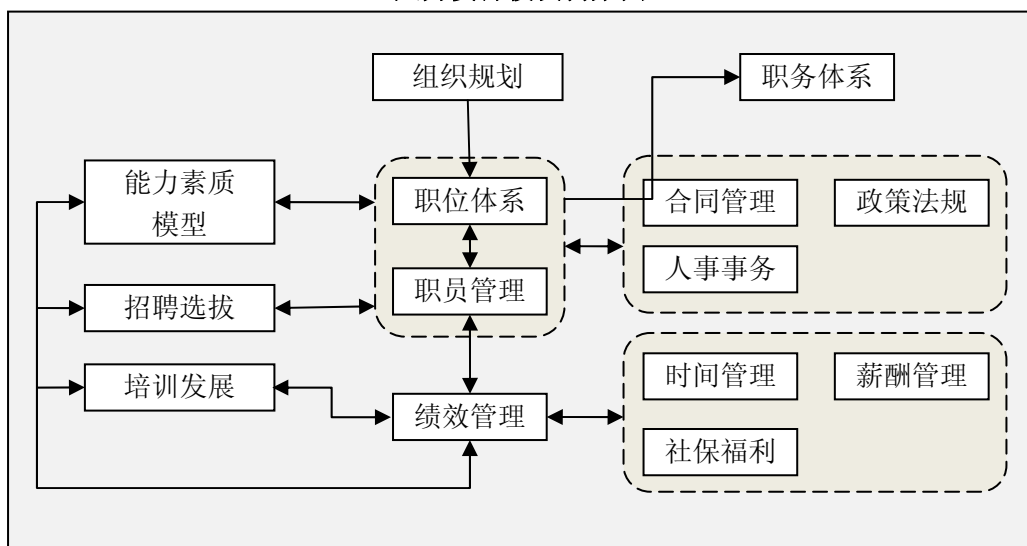 组织规划
职务体系
能力素质
模型
职位体系
合同管理
政策法规
人事事务
职员管理
招聘选拔
培训发展
绩效管理
时间管理
薪酬管理
社保福利